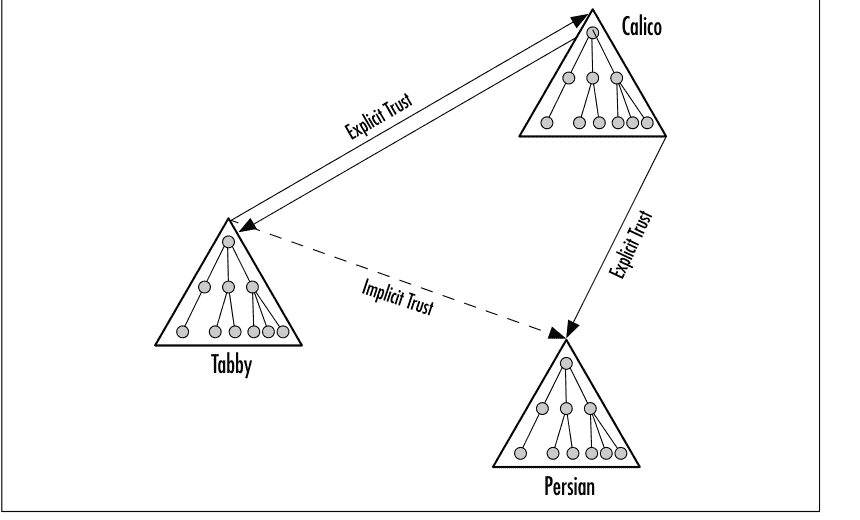 Calico
Explicit Trust
Explicit Trust
Implicit Trust
Tabby
Persian